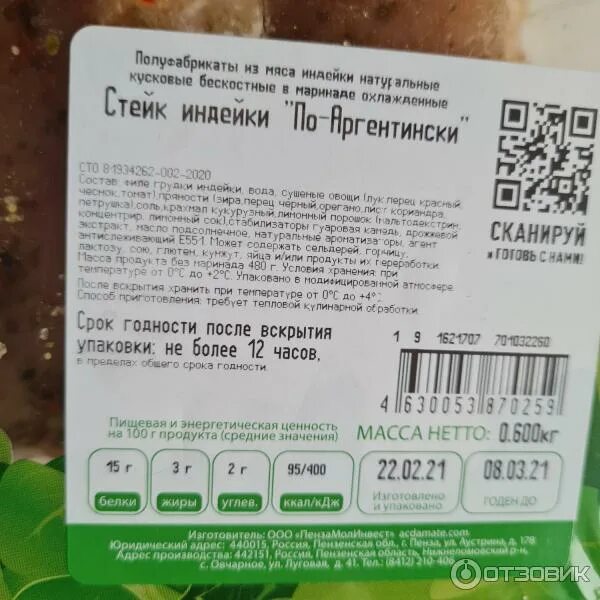 Полуфабрикаты из мяса индейки натуральные
кусковые бескостные в маринаде охлажденные
Стейк индейки "По-Аргентински"
СТО 81934262-002-2020
Состав: филе грудки индейки, вода, сушеные овощи (лук,перец красный,
чеснок,томат),пряности (зира,перец черный,орегано,лист кориандра,
петрушка),соль,крахмал кукурузный,лимонный порошок (мальтодекстрин,
концентрир. лимонный сок),стабилизаторы гуаровая камедь, дрожжевой
экстракт, масло подсолнечное, натуральные ароматизаторы, агент
антислеживающий Е551). Может содержать сельдерей, горчицу,
лактозу, сою, глютен, кунжут, яйца и/или продукты их переработки.
Масса продукта без маринада 480 г. Условия хранения: при
температуре от 0°С до +2°С. Упаковано в модифицированной атмосфере.
После вскрытия хранить при температуре от 0°С до +4°
Способ приготовления: требует тепловой кулинарной обработки.
Срок годности после вскрытия
упаковки: не более 12 часов,
в пределах общего срока годности.
СКАНИРУЙ
И ГОТОВЬ С НАМИ!
1 9 1621707 701032260
4 630053 870259
Пищевая и энергетическая ценность
на 100 г продукта (средние значения)
МАССА НЕТТО: 0.600кг
15 г 3 г 2 г 95/400
белки жиры углев. ккал/кДж
22.02.21 08.03.21
Изготовлено
и упаковано
ГОДЕН ДО
Изготовитель: ООО «ПензаМолИнвест» acdamate.com
Юридический адрес: 440015, Россия, Пензенская обл., г. Пенза, ул. Аустрина, д. 178
Адрес производства: 442151, Россия, Пензенская область, Нижнеломовский р-н,
с. Овчарное, ул. Луговая, д. 41. Тел.: (8412) 210-406
ОТЗОВИК